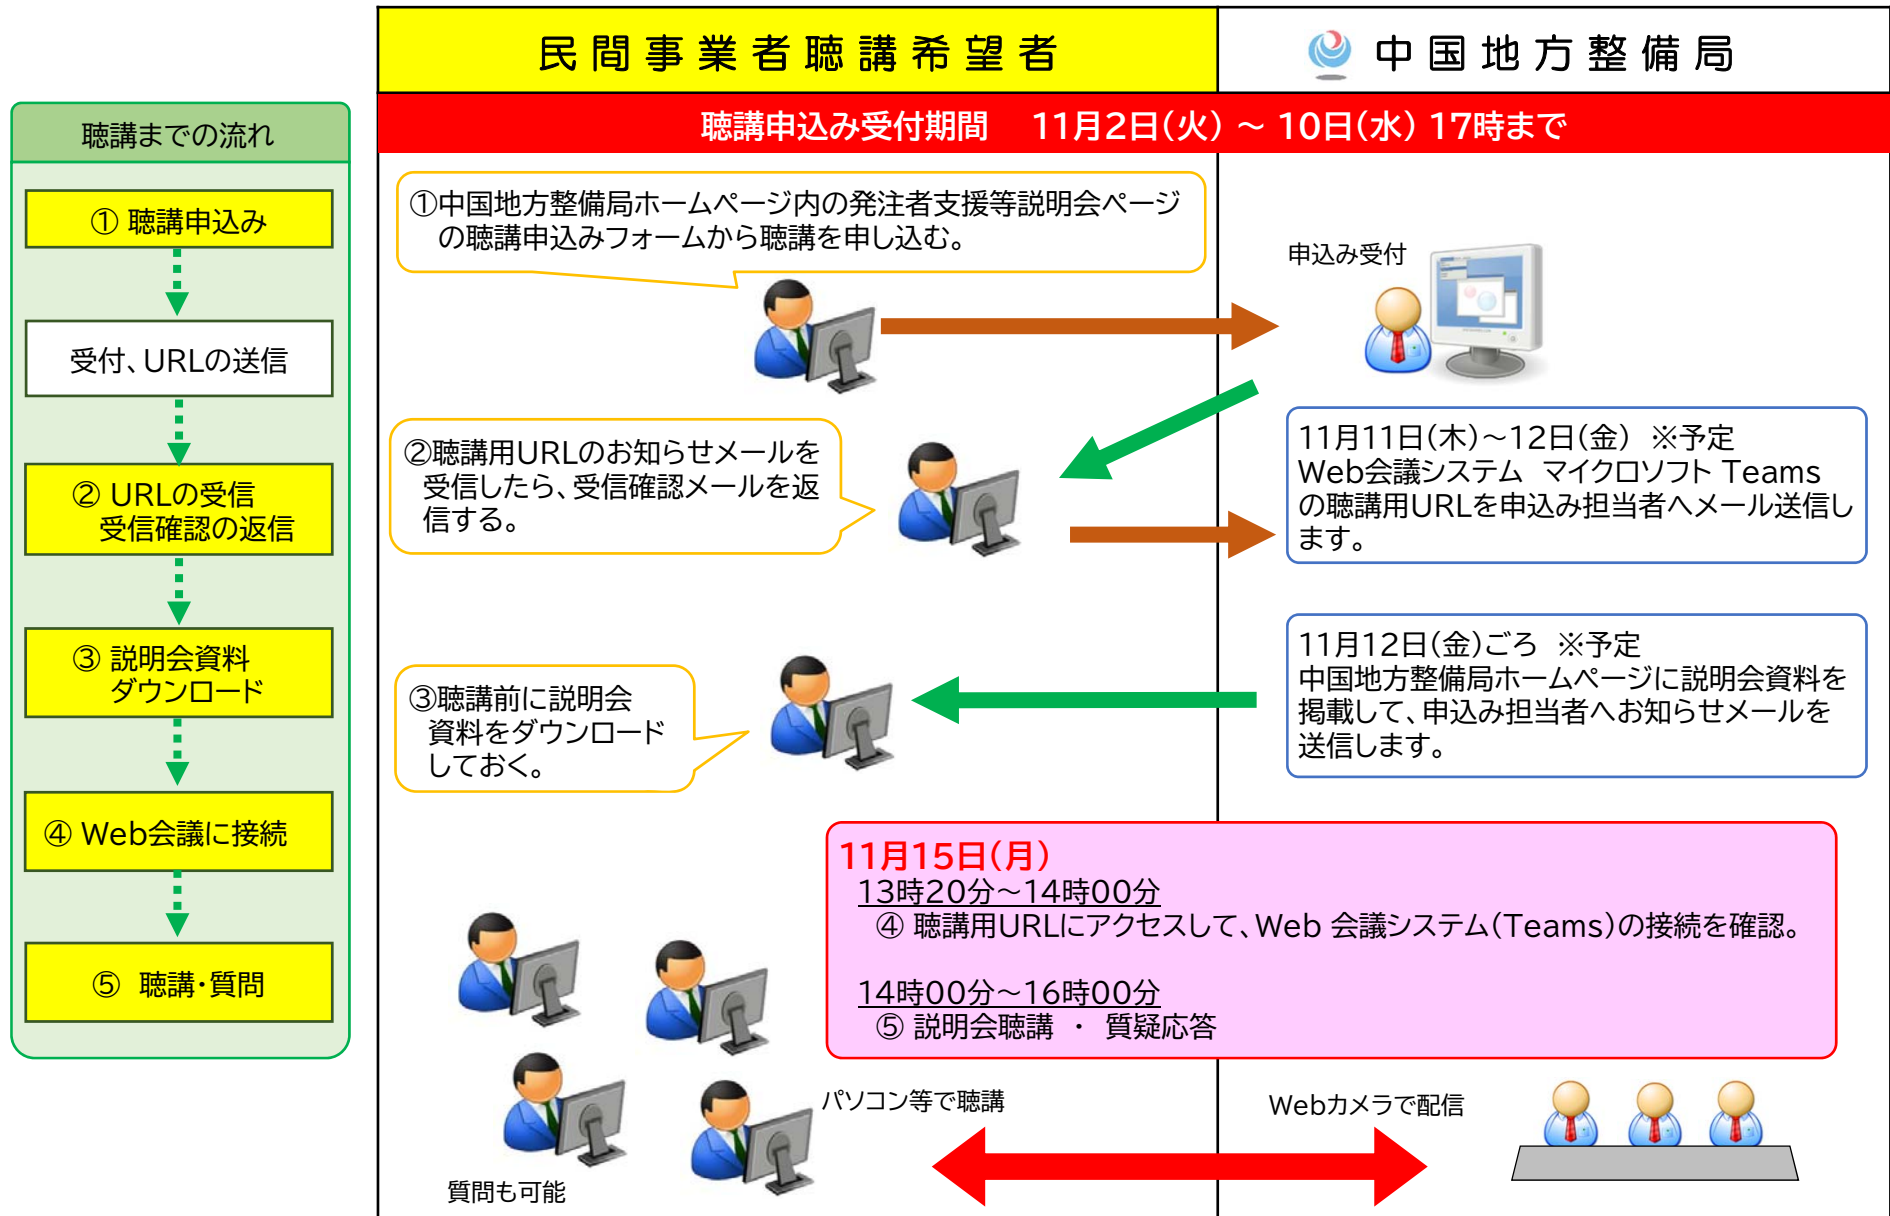 民間事業者聴講希望者
中国地方整備局
聴講申込み受付期間　11月2日(火) ～ 10日(水) 17時まで
聴講までの流れ
① 聴講申込み
受付、URLの送信
② URLの受信
受信確認の返信
③ 説明会資料
ダウンロード
④ Web会議に接続
⑤ 聴講・質問
①中国地方整備局ホームページ内の発注者支援等説明会ページ
の聴講申込みフォームから聴講を申し込む。
申込み受付
②聴講用URLのお知らせメールを
受信したら、受信確認メールを返
信する。
11月11日(木)～12日(金)　※予定
Web会議システム　マイクロソフト Teams
の聴講用URLを申込み担当者へメール送信し
ます。
③聴講前に説明会
資料をダウンロード
しておく。
11月12日(金)ごろ　※予定
中国地方整備局ホームページに説明会資料を
掲載して、申込み担当者へお知らせメールを
送信します。
11月15日(月)
13時20分～14時00分
④ 聴講用URLにアクセスして、Web 会議システム(Teams)の接続を確認。
14時00分～16時00分
⑤ 説明会聴講 ・ 質疑応答
パソコン等で聴講
Webカメラで配信
質問も可能